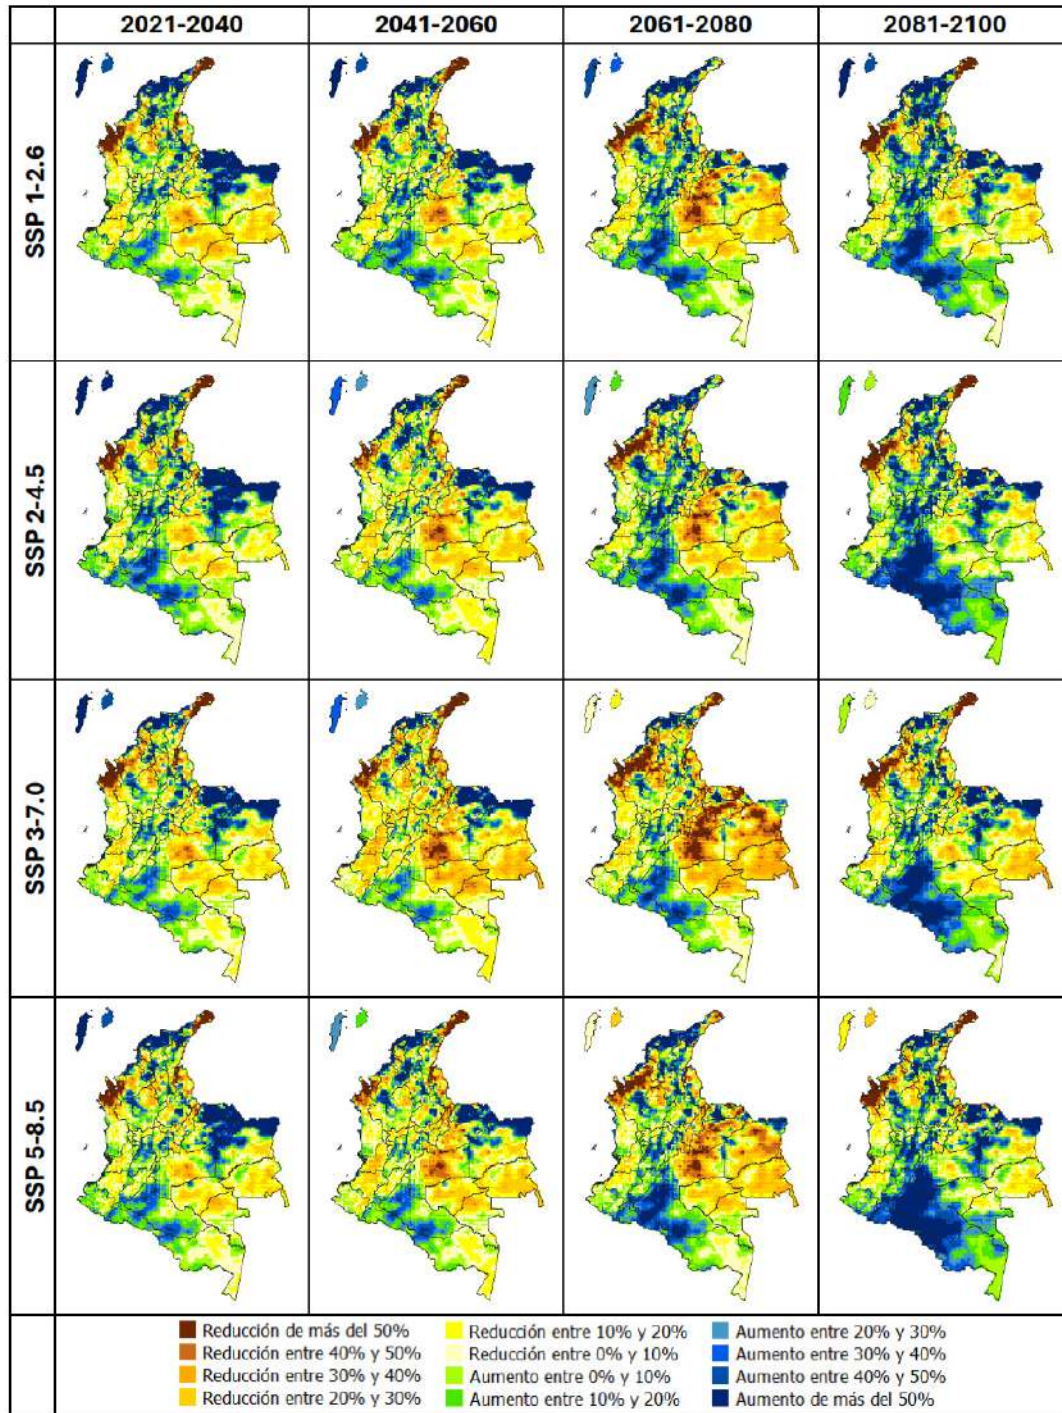 2021-2040 2041-2060 2061-2080 2081-2100
SSP 1-2.6
SSP 2-4.5
SSP 3-7.0
SSP 5-8.5
Reducción de más del 50% Reducción entre 10% y 20% Aumento entre 20% y 30%
Reducción entre 40% y 50% Reducción entre 0% y 10% Aumento entre 30% y 40%
Reducción entre 30% y 40% Aumento entre 0% y 10% Aumento entre 40% y 50%
Reducción entre 20% y 30% Aumento entre 10% y 20% Aumento de más del 50%